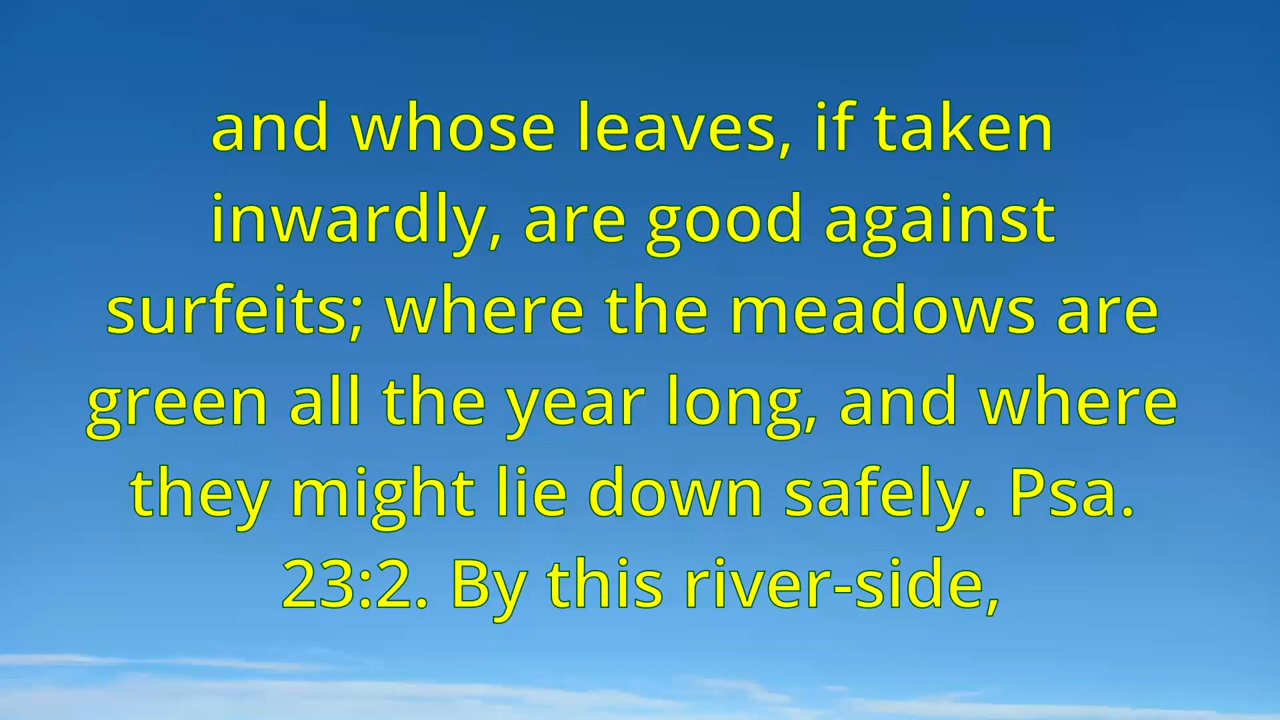 and whose leaves, if taken
inwardly, are good against
surfeits; where the meadows are
green all the year long, and where
they might lie down safely. Psa.
23:2. By this river-side,